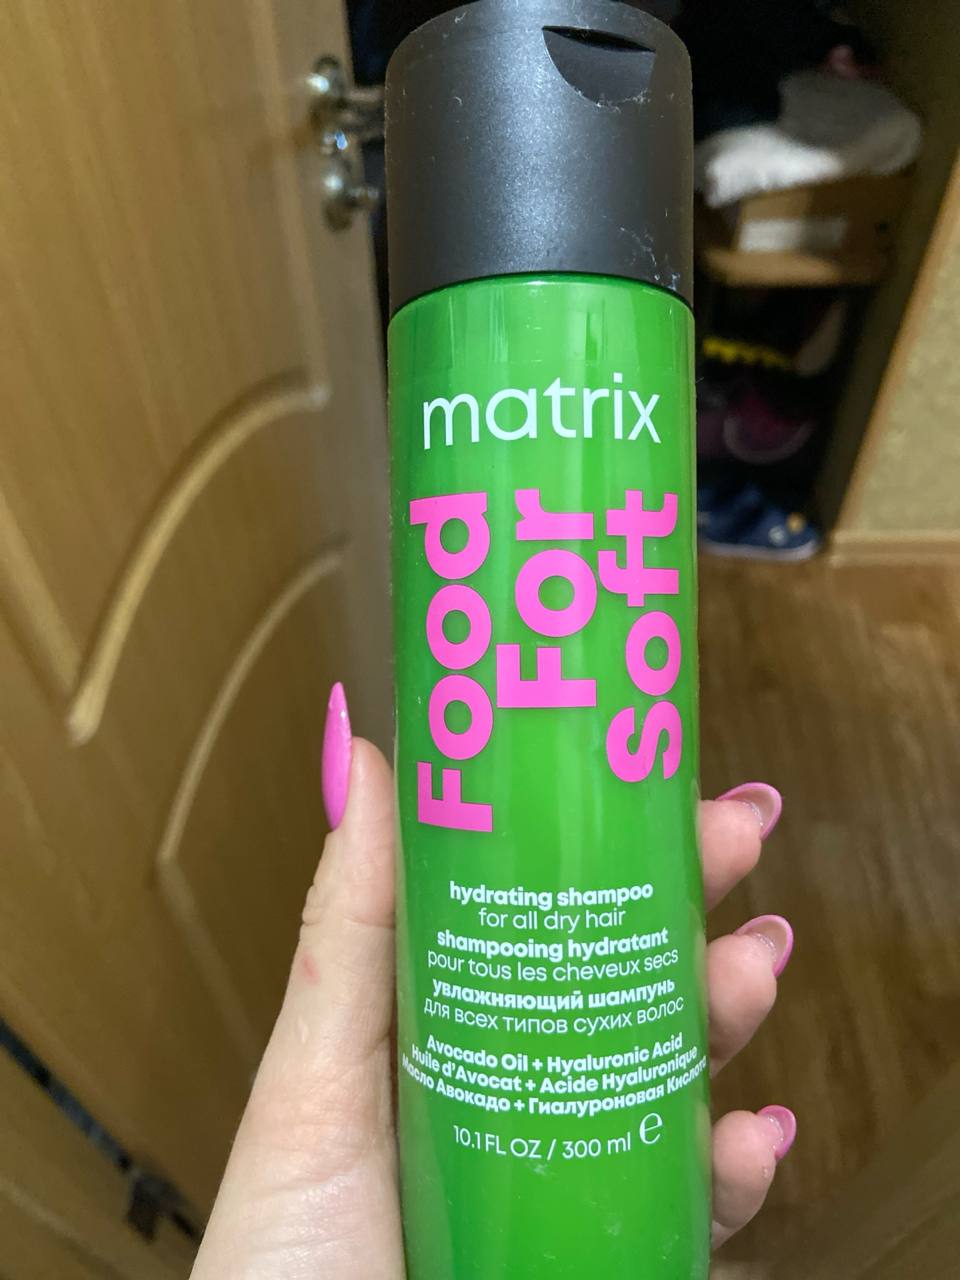 matrix
Food
For
Soft
hydrating shampoo
for all dry hair
shampooing hydratant
pour tous les cheveux secs
увлажняющий шампунь
для всех типов сухих волос
Avocado Oil + Hyaluronic Acid
Huile d'Avocat + Acide Hyaluronique
Масло Авокадо + Гиалуроновая Кислота
10.1 FL OZ / 300 ml ℮